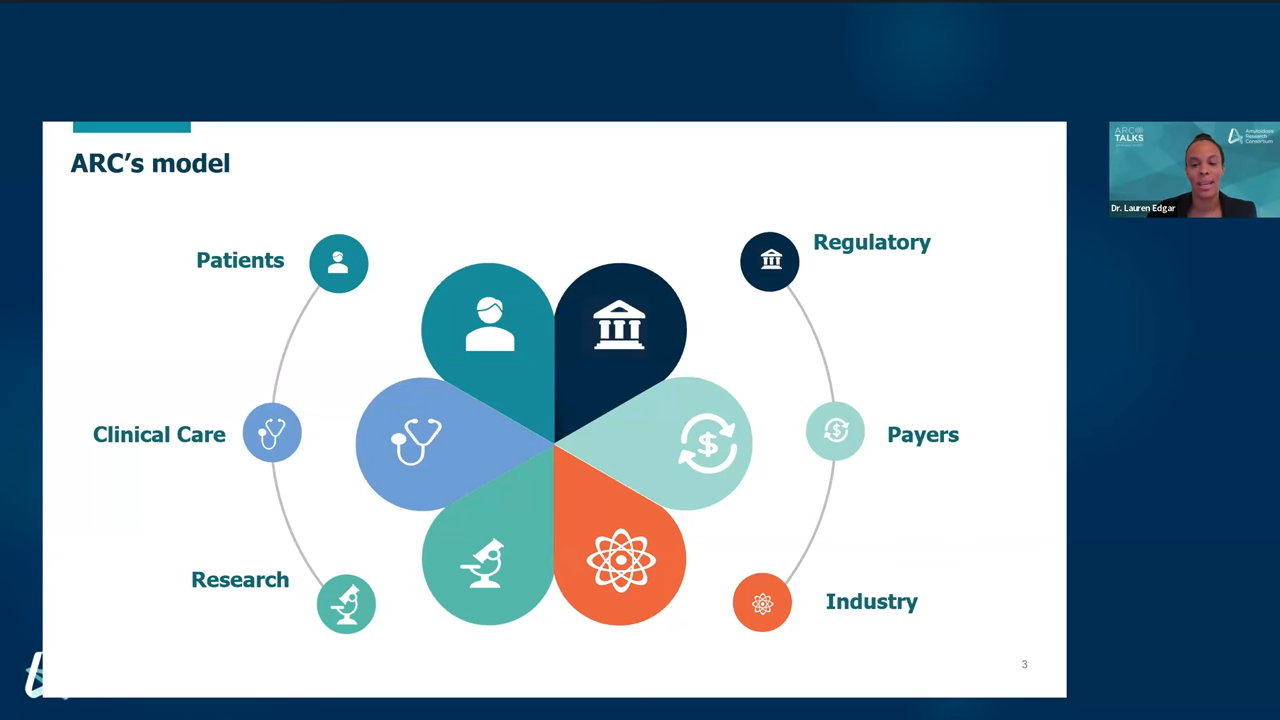 ARC's model
Patients
Clinical Care
Research
Regulatory
Payers
Industry
3
ARC
TALKS
Amyloidosis
Research
Consortium
Dr. Lauren Edgar